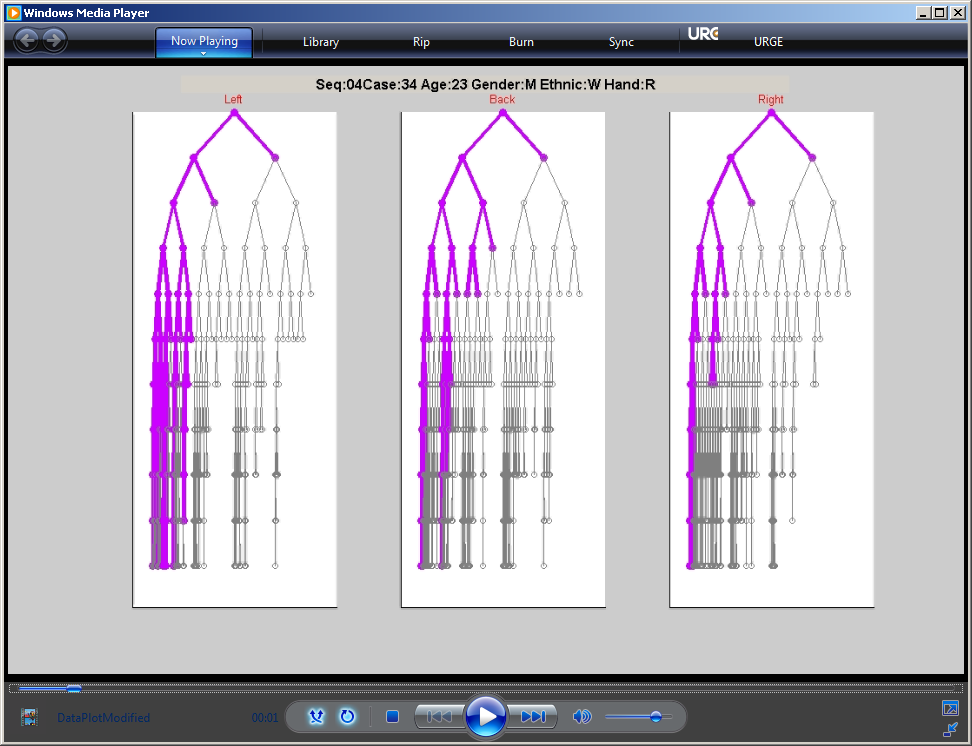 Windows Media Player
Now Playing Library Rip Burn Sync URGE URGE
Seq:04Case:34 Age:23 Gender:M Ethnic:W Hand:R
Left Back Right
DataPlotModified 00:01